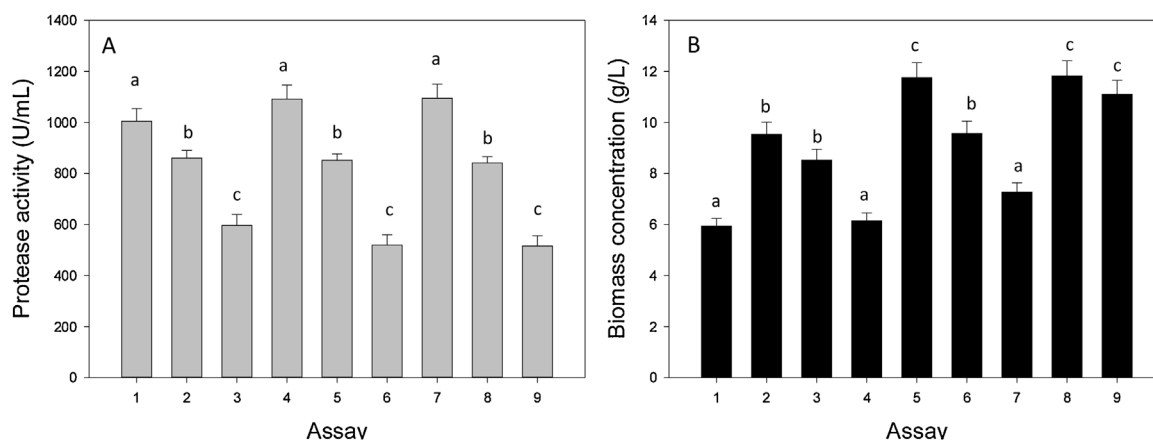 A
Protease activity (U/mL)
1400
1200
1000
800
600
400
200
0
a
b
c
a
b
c
a
b
c
1 2 3 4 5 6 7 8 9
Assay
B
Biomass concentration (g/L)
14
12
10
8
6
4
2
0
a
b
b
a
c
b
a
c
c
1 2 3 4 5 6 7 8 9
Assay